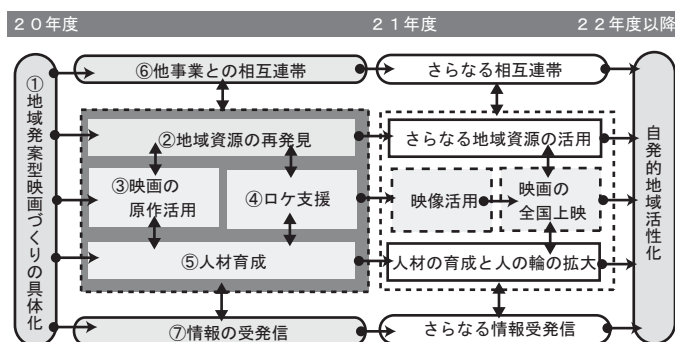 ２０年度
２１年度
２２年度以降
①地域発案型映画づくりの具体化
⑥他事業との相互連帯
さらなる相互連帯
②地域資源の再発見
さらなる地域資源の活用
③映画の
原作活用
④ロケ支援
映像活用
映画の
全国上映
⑤人材育成
人材の育成と人の輪の拡大
⑦情報の受発信
さらなる情報受発信
自発的地域活性化